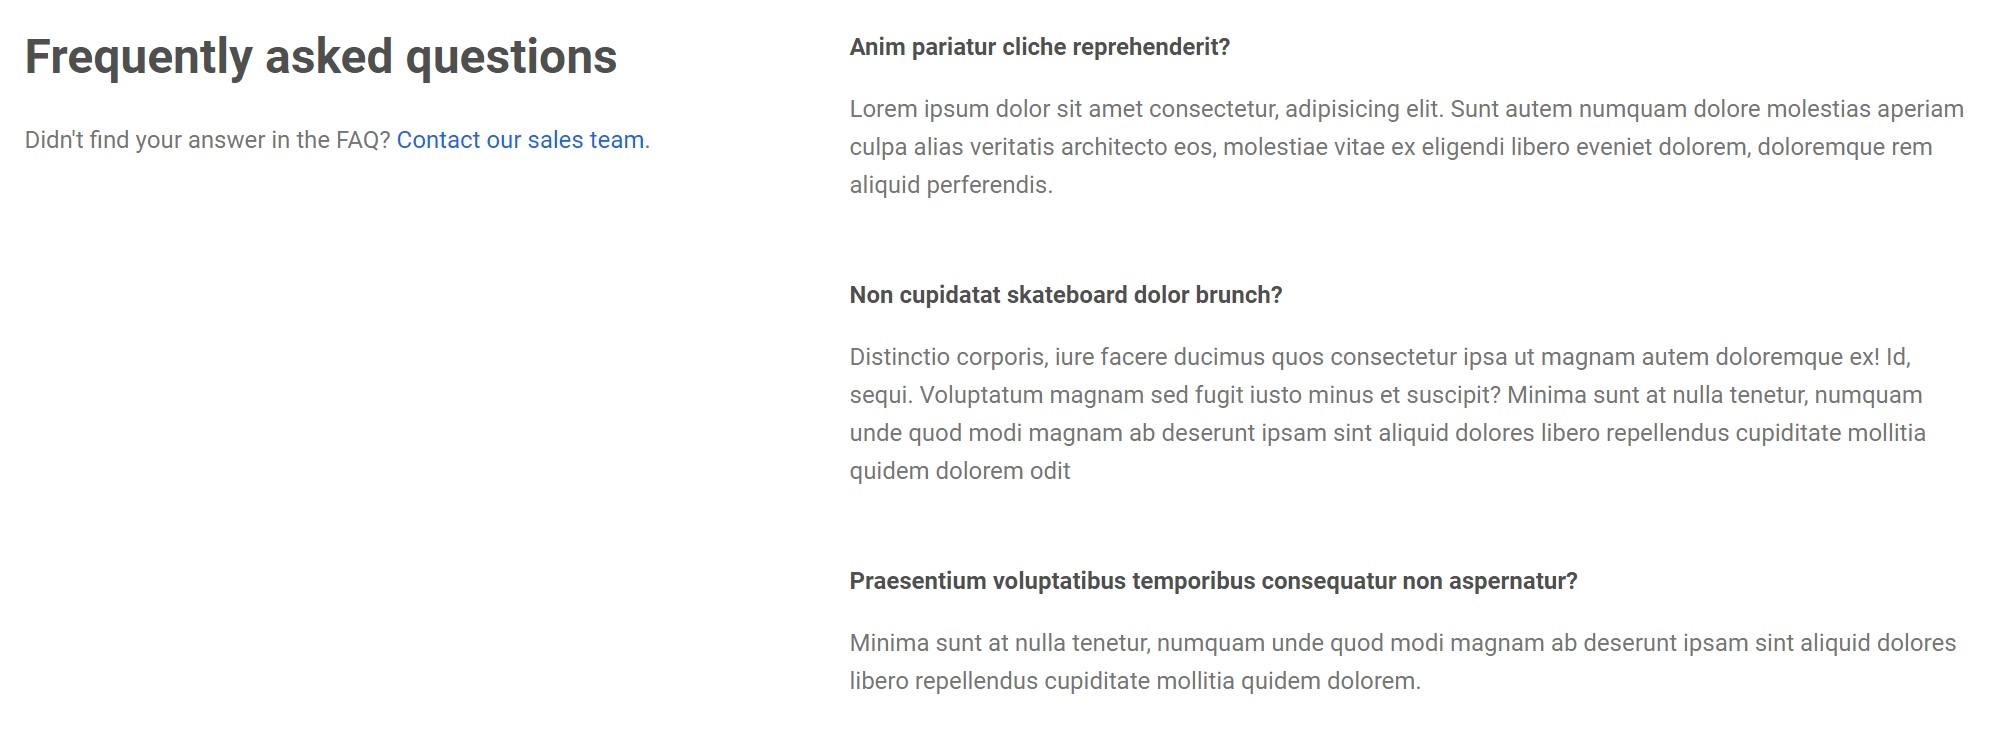 Frequently asked questions
Didn't find your answer in the FAQ? Contact our sales team.
Anim pariatur cliche reprehenderit?
Lorem ipsum dolor sit amet consectetur, adipisicing elit. Sunt autem numquam dolore molestias aperiam
culpa alias veritatis architecto eos, molestiae vitae ex eligendi libero eveniet dolorem, doloremque rem
aliquid perferendis.
Non cupidatat skateboard dolor brunch?
Distinctio corporis, iure facere ducimus quos consectetur ipsa ut magnam autem doloremque ex! Id,
sequi. Voluptatum magnam sed fugit iusto minus et suscipit? Minima sunt at nulla tenetur, numquam
unde quod modi magnam ab deserunt ipsam sint aliquid dolores libero repellendus cupiditate mollitia
quidem dolorem odit
Praesentium voluptatibus temporibus consequatur non aspernatur?
Minima sunt at nulla tenetur, numquam unde quod modi magnam ab deserunt ipsam sint aliquid dolores
libero repellendus cupiditate mollitia quidem dolorem.